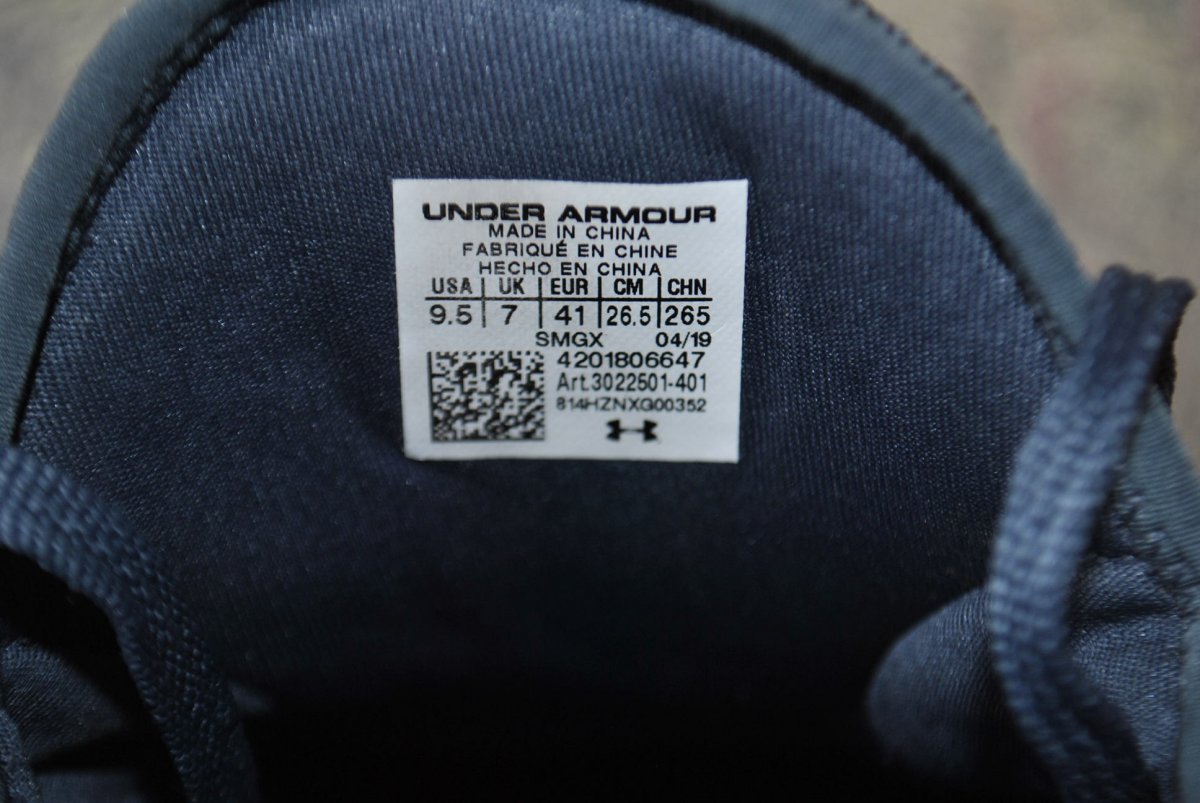 UNDER ARMOUR
MADE IN CHINA
FABRIQUÉ EN CHINE
HECHO EN CHINA
USA UK EUR CM CHN
9.5 7 41 26.5 265
SMGX 04/19
4201806647
Art.3022501-401
814HZNXG00352